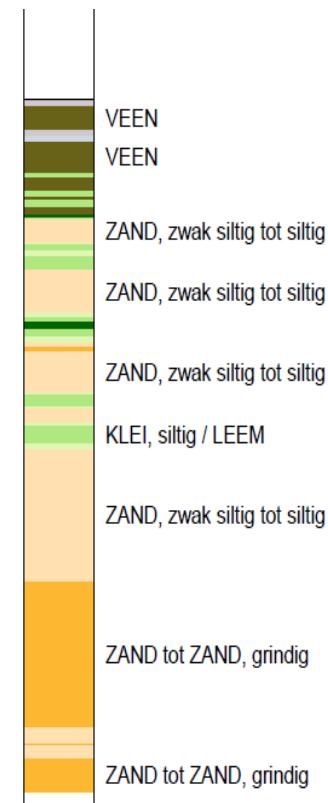 VEEN
VEEN
ZAND, zwak siltig tot siltig
ZAND, zwak siltig tot siltig
ZAND, zwak siltig tot siltig
KLEI, siltig / LEEM
ZAND, zwak siltig tot siltig
ZAND tot ZAND, grindig
ZAND tot ZAND, grindig